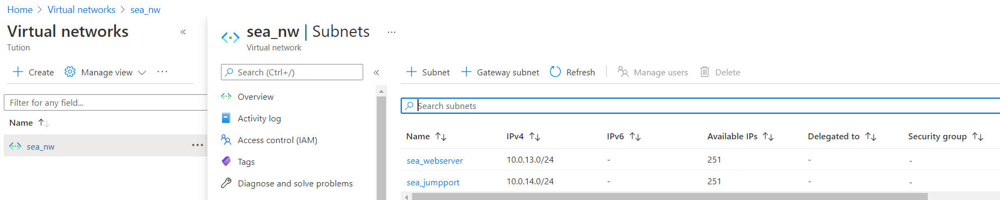 Home > Virtual networks > sea_nw
Virtual networks
Tution
Create Manage view
Filter for any field...
Name
sea_nw
sea_nw | Subnets
Virtual network
Search (Ctrl+/)
Overview
Activity log
Access control (IAM)
Tags
Diagnose and solve problems
Subnet Gateway subnet Refresh Manage users Delete
Search subnets
Name IPv4 IPv6 Available IPs Delegated to Security group
sea_webserver 10.0.13.0/24 - 251 - -
sea_jumpport 10.0.14.0/24 - 251 - -